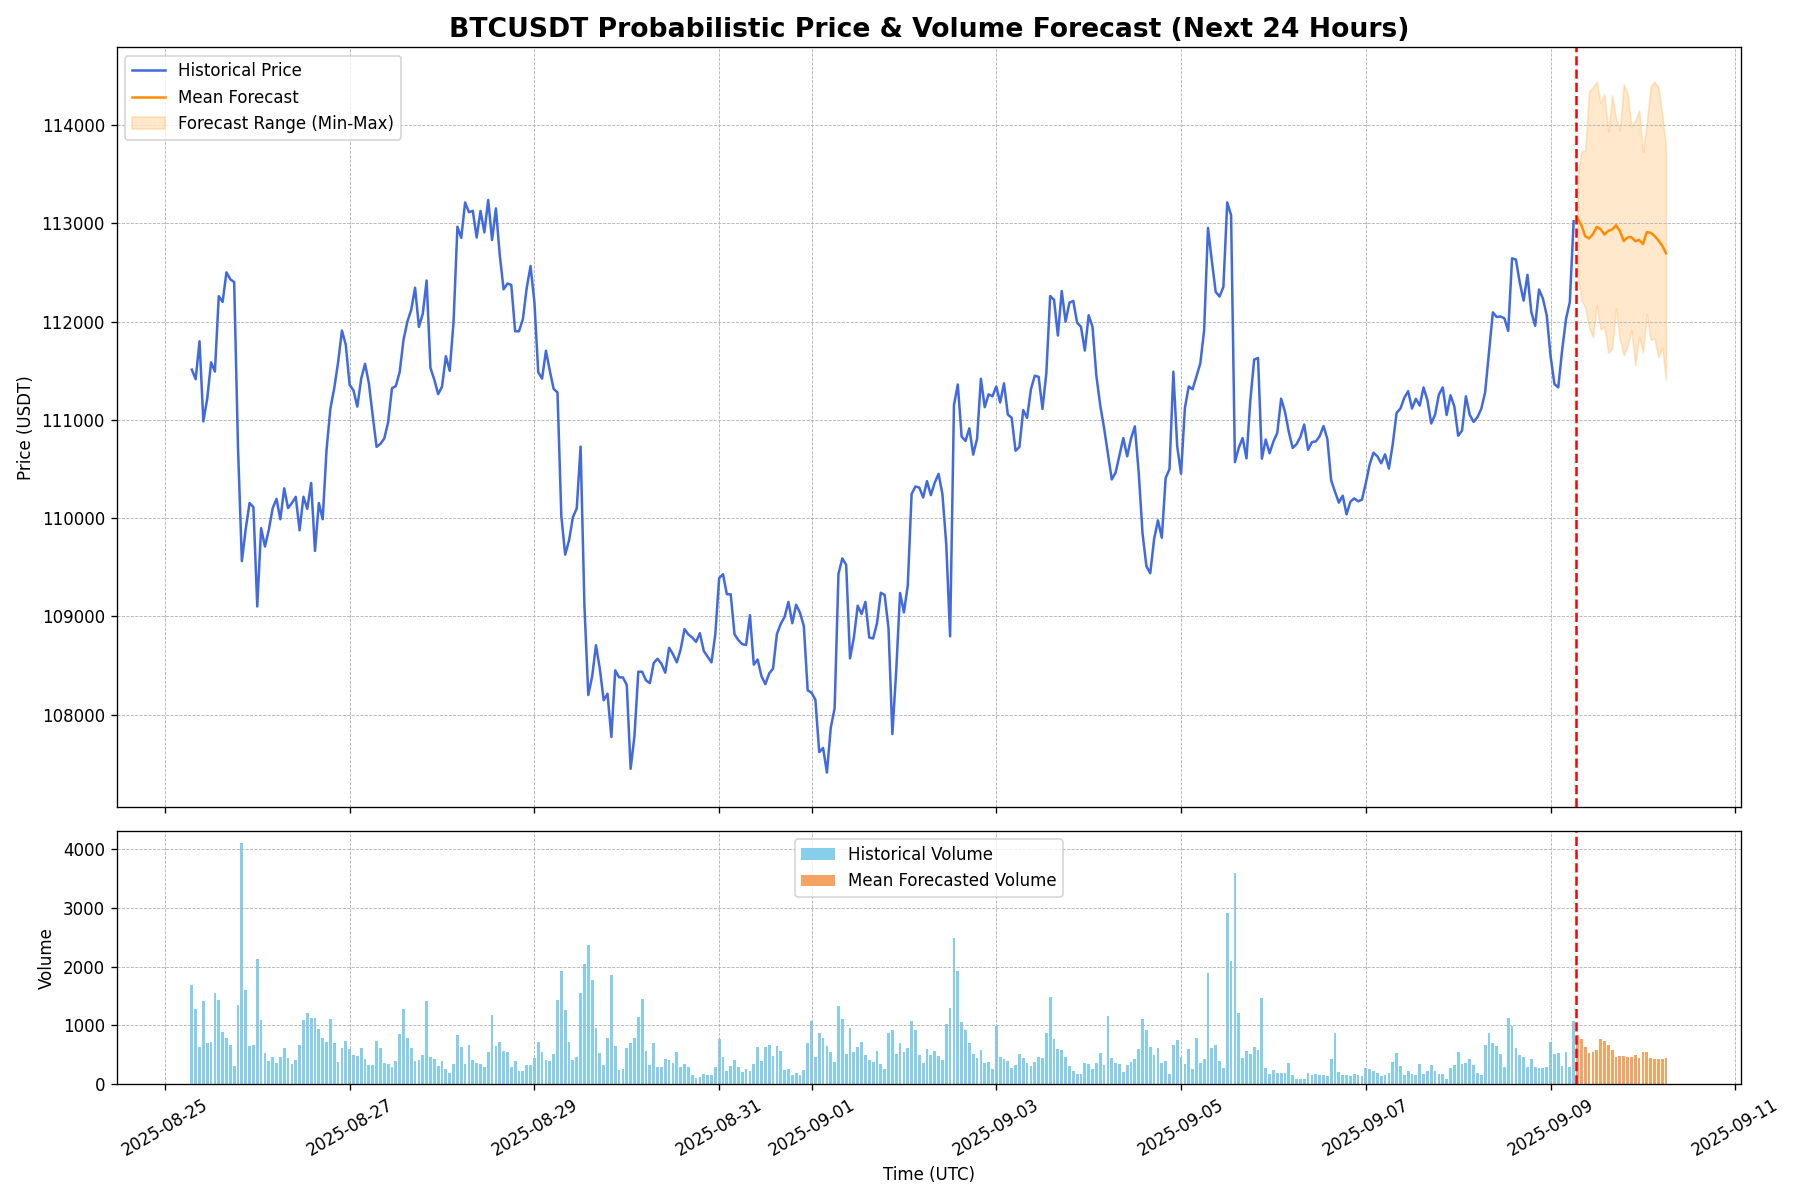 BTCUSDT Probabilistic Price & Volume Forecast (Next 24 Hours)
Historical Price
Mean Forecast
Forecast Range (Min-Max)
Price (USDT)
114000
113000
112000
111000
110000
109000
108000
Historical Volume
Mean Forecasted Volume
Volume
4000
3000
2000
1000
0
2025-08-25
2025-08-27
2025-08-29
2025-08-31
2025-09-01
2025-09-03
2025-09-05
2025-09-07
2025-09-09
2025-09-11
Time (UTC)